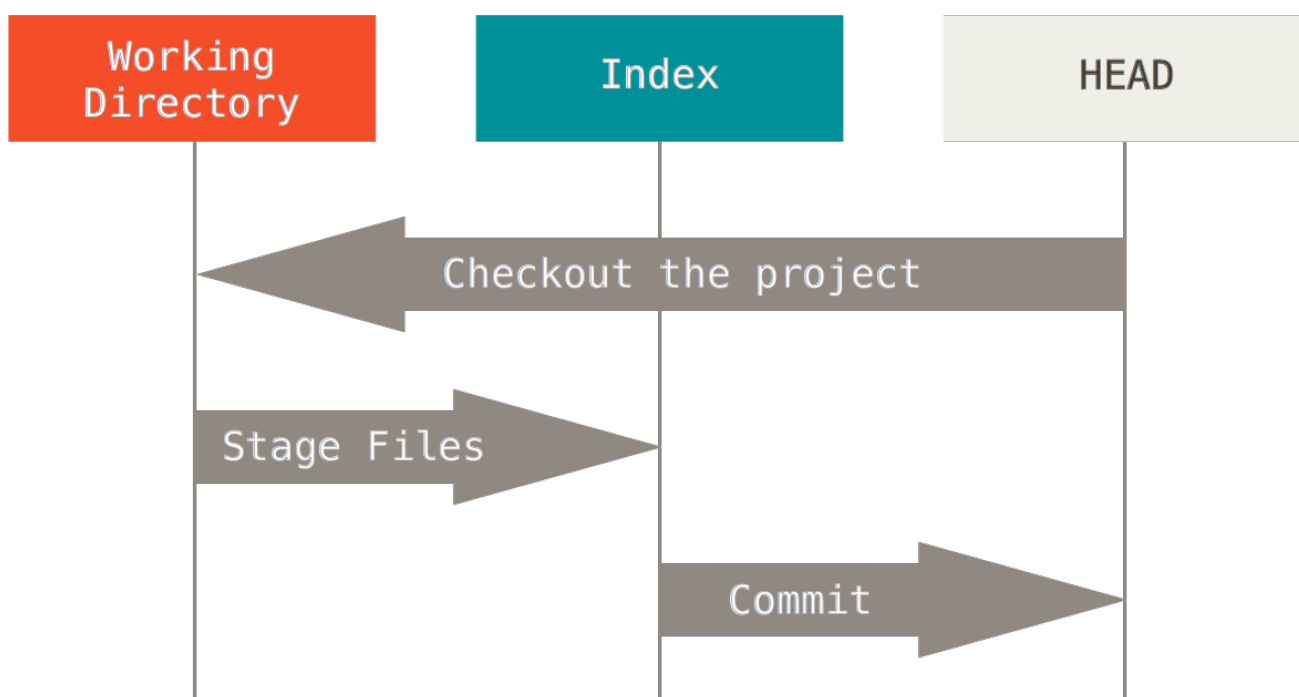 Working
Directory
Index
HEAD
Checkout the project
Stage Files
Commit